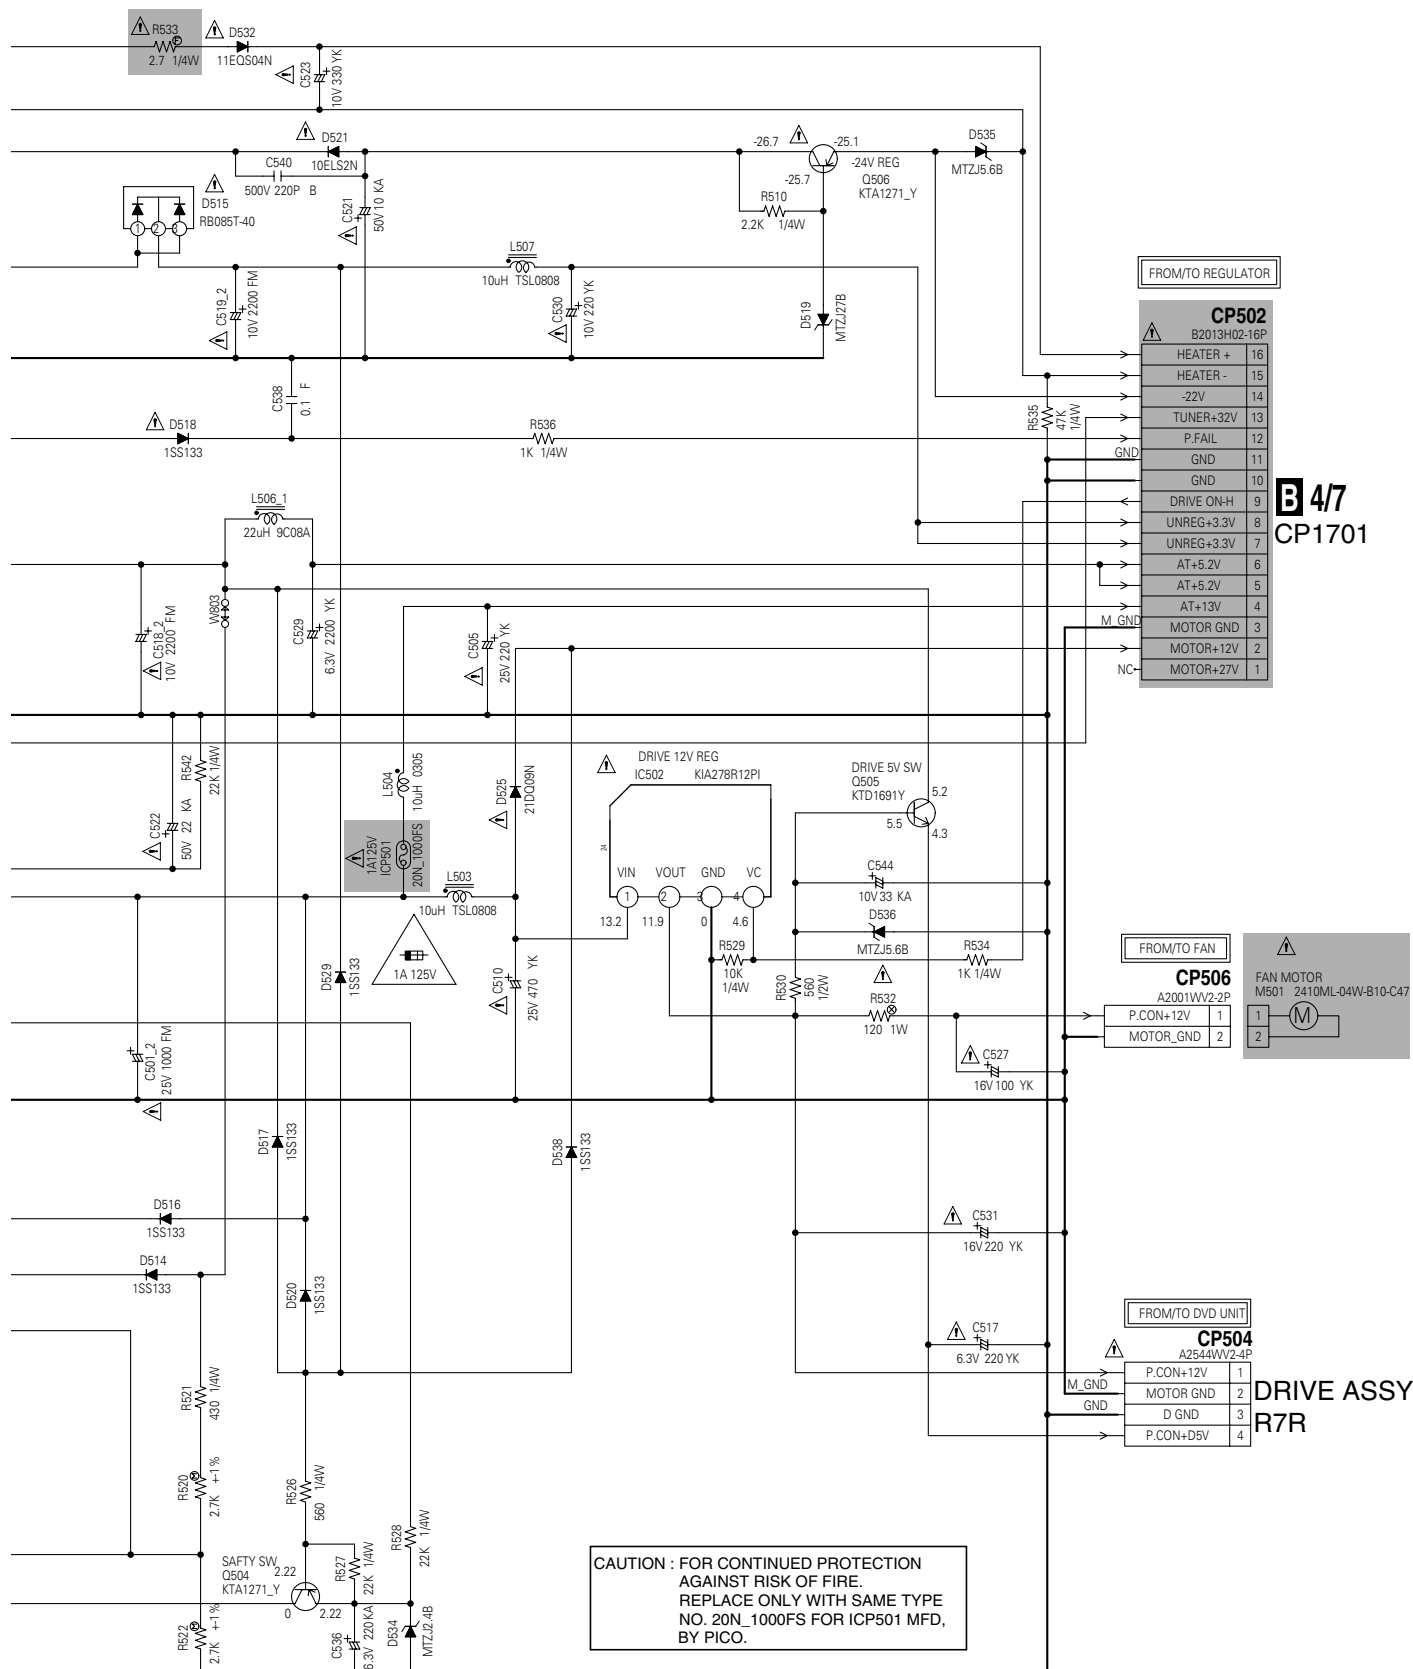 R533
2.7 1/4W
D532
11EQS04N
C523
10V 330 YK
D521
10ELS2N
C540
500V 220P B
C521
50V 10 KA
D515
RB085T-40
1 2 3
-26.7
-25.1
-25.7
-24V REG
Q506
KTA1271_Y
D535
MTZJ5.6B
R510
2.2K 1/4W
L507
10uH TSL0808
C519_2
10V 2200 FM
C530
10V 220 YK
D519
MTZJ27B
FROM/TO REGULATOR
CP502
B2013H02-16P
HEATER + 16
HEATER - 15
-22V 14
TUNER+32V 13
P.FAIL 12
GND
GND 11
GND 10
DRIVE ON-H 9
UNREG+3.3V 8
UNREG+3.3V 7
AT+5.2V 6
AT+5.2V 5
AT+13V 4
M_GND
MOTOR GND 3
MOTOR+12V 2
NC
MOTOR+27V 1
B 4/7
CP1701
C538
0.1 F
D518
1SS133
R536
1K 1/4W
R535
47K
1/4W
L506_1
22uH 9C08A
W803
C518_2
10V 2200 FM
C529
6.3V 2200 YK
C505
25V 220 YK
R542
22K 1/4W
C522
50V 22 KA
L504
10uH 0305
1A125V
ICP501
20N_1000FS
D525
21DQ09N
DRIVE 12V REG
IC502 KIA278R12PI
24
VIN VOUT GND VC
1 2 3 4
13.2 11.9 0 4.6
DRIVE 5V SW
Q505
KTD1691Y
5.2
5.5
4.3
C544
10V 33 KA
D536
MTZJ5.6B
L503
10uH TSL0808
1A 125V
R529
10K
1/4W
R534
1K 1/4W
R530
560
1/2W
R532
120 1W
C510
25V 470 YK
D529
1SS133
C527
16V 100 YK
FROM/TO FAN
CP506
A2001WV2-2P
P.CON+12V 1
MOTOR_GND 2
FAN MOTOR
M501 2410ML-04W-B10-C47
1
2
M
C501_2
25V 1000 FM
D517
1SS133
D538
1SS133
D516
1SS133
D514
1SS133
D520
1SS133
C531
16V 220 YK
C517
6.3V 220 YK
FROM/TO DVD UNIT
CP504
A2544WV2-4P
P.CON+12V 1
M_GND
MOTOR GND 2
GND
D GND 3
P.CON+D5V 4
DRIVE ASSY
R7R
R521
430 1/4W
R520
2.7K +-1%
R526
560 1/4W
R528
22K 1/4W
R527
22K 1/4W
SAFTY SW
Q504
KTA1271_Y
2.22
0
2.22
R522
2.7K +-1%
C536
6.3V 220 KA
D534
MTZJ2.4B
CAUTION : FOR CONTINUED PROTECTION
AGAINST RISK OF FIRE.
REPLACE ONLY WITH SAME TYPE
NO. 20N_1000FS FOR ICP501 MFD,
BY PICO.